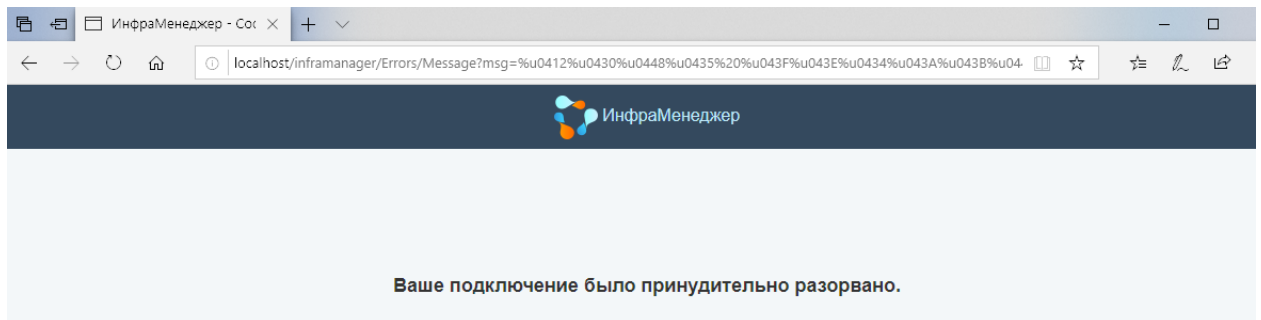 ИнфраМенеджер - Сос
localhost/inframanager/Errors/Message?msg=%u0412%u0430%u0448%u0435%20%u043F%u043E%u0434%u043A%u043B%u04
ИнфраМенеджер
Ваше подключение было принудительно разорвано.